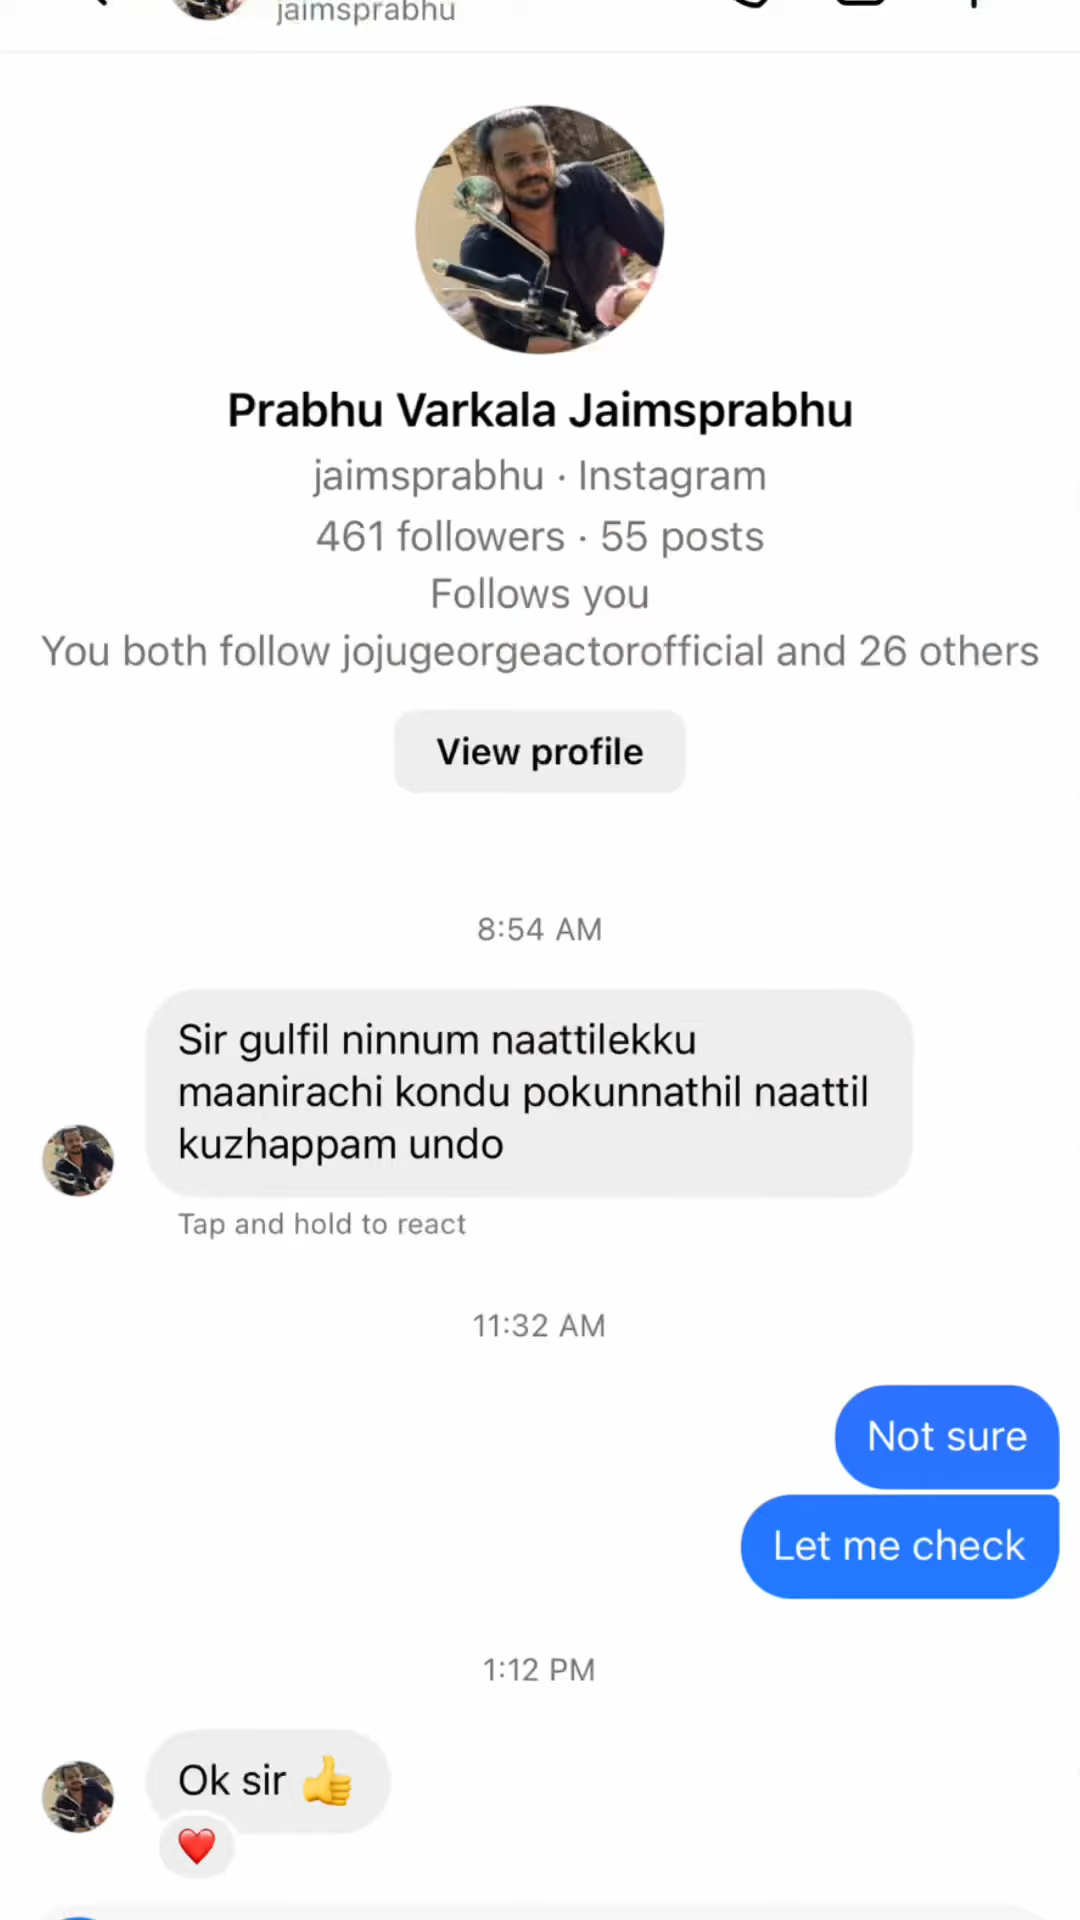 jaimsprabhu
Prabhu Varkala Jaimsprabhu
jaimsprabhu · Instagram
461 followers · 55 posts
Follows you
You both follow jojugeorgeactorofficial and 26 others
View profile
8:54 AM
Sir gulfil ninnum naattilekku
maanirachi kondu pokunnathil naattil
kuzhappam undo
Tap and hold to react
11:32 AM
Not sure
Let me check
1:12 PM
Ok sir 👍